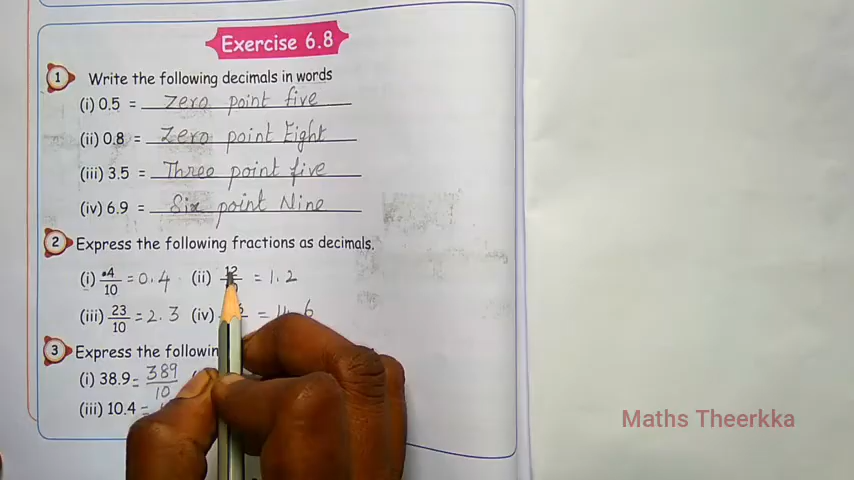 Exercise 6.8
1 Write the following decimals in words
(i) 0.5 = Zero point five
(ii) 0.8 = Zero point Eight
(iii) 3.5 = Three point five
(iv) 6.9 = Six point Nine
2 Express the following fractions as decimals.
(i) 4/10 = 0.4 (ii) 12 = 1.2
(iii) 23/10 = 2.3 (iv) = 4.6
3 Express the
(i) 38.9 = 389/10
(iii) 10.4 =
Maths Theerkka